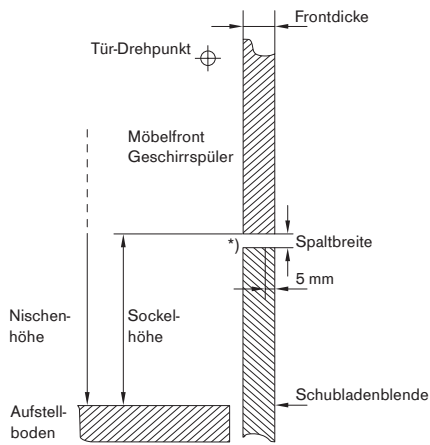 Frontdicke
Tür-Drehpunkt
Möbelfront
Geschirrspüler
*)
Spaltbreite
5 mm
Nischen-
höhe
Sockel-
höhe
Schubladenblende
Aufstell-
boden